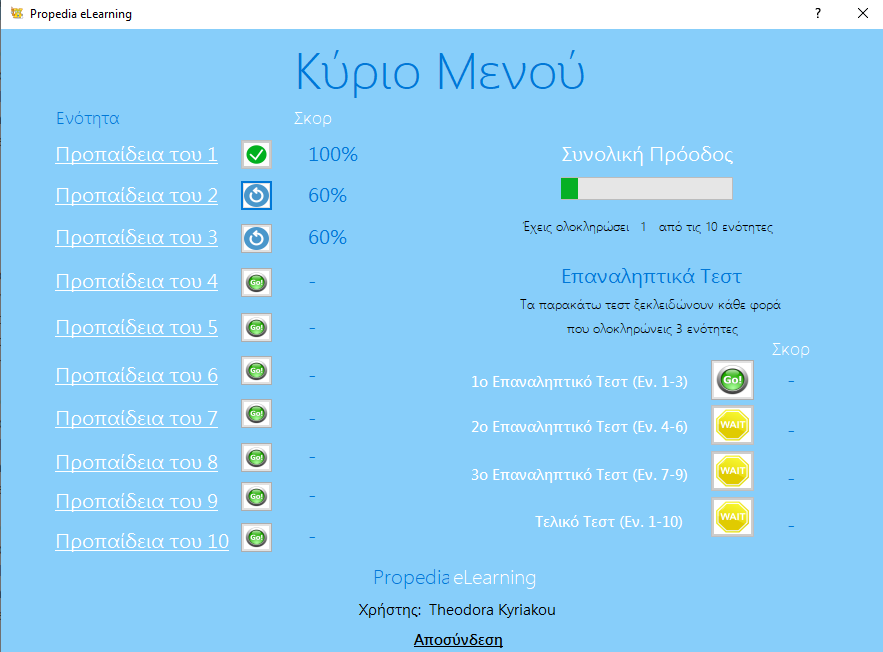 Propedia eLearning
?
Κύριο Μενού
Ενότητα Σκορ
Προπαίδεια του 1 100%
Προπαίδεια του 2 60%
Προπαίδεια του 3 60%
Προπαίδεια του 4 Go! -
Προπαίδεια του 5 Go! -
Προπαίδεια του 6 Go! -
Προπαίδεια του 7 Go! -
Προπαίδεια του 8 Go! -
Προπαίδεια του 9 Go! -
Προπαίδεια του 10 Go! -
Συνολική Πρόοδος
Έχεις ολοκληρώσει 1 από τις 10 ενότητες
Επαναληπτικά Τεστ
Τα παρακάτω τεστ ξεκλειδώνουν κάθε φορά
που ολοκληρώνεις 3 ενότητες
Σκορ
1ο Επαναληπτικό Τεστ (Εν. 1-3) Go! -
2ο Επαναληπτικό Τεστ (Εν. 4-6) WAIT -
3ο Επαναληπτικό Τεστ (Εν. 7-9) WAIT -
Τελικό Τεστ (Εν. 1-10) WAIT -
Propedia eLearning
Χρήστης: Theodora Kyriakou
Αποσύνδεση